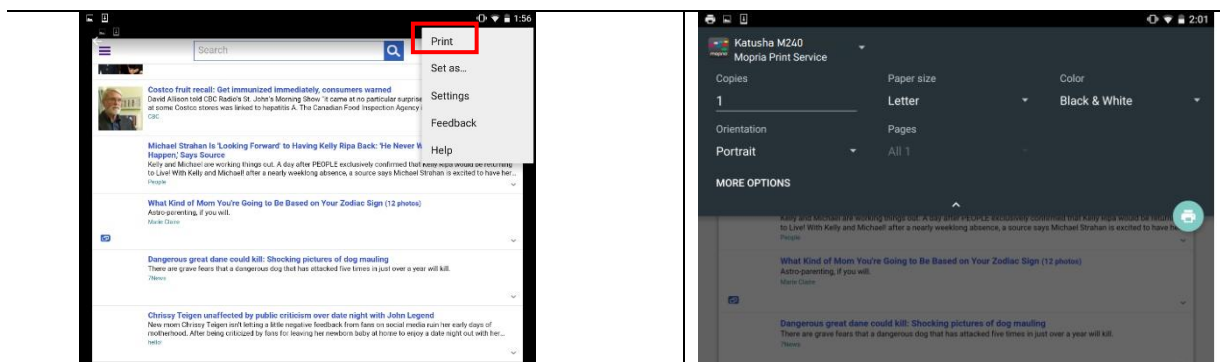 1:56
Search
Print
Set as...
Settings
Feedback
Help
Costco fruit recall: Get immunized immediately, consumers warned
David Allison told CBC Radio's St. John's Morning Show "it came at no particular surprise
at some Costco stores was linked to hepatitis A. The Canadian Food Inspection Agency
CBC
Michael Strahan Is 'Looking Forward' to Having Kelly Ripa Back: 'He Never W
Happen,' Says Source
Kelly and Michael are working things out. A day after PEOPLE exclusively confirmed that Kelly Ripa would be returning
to Live! With Kelly and Michael! after a nearly weeklong absence, a source says Michael Strahan is excited to have her...
People
What Kind of Mom You're Going to Be Based on Your Zodiac Sign (12 photos)
Astro-parenting, if you will.
Marie Claire
Dangerous great dane could kill: Shocking pictures of dog mauling
There are grave fears that a dangerous dog that has attacked five times in just over a year will kill.
7News
Chrissy Teigen unaffected by public criticism over date night with John Legend
New mom Chrissy Teigen isn't letting a little negative feedback from fans on social media ruin her early days of
motherhood. After being criticized by fans for leaving her newborn baby at home to enjoy a date night out with her...
hello!
2:01
Katusha M240
mopria Mopria Print Service
Copies Paper size Color
1 Letter Black & White
Orientation Pages
Portrait All 1
MORE OPTIONS
Kelly and Michael are working things out. A day after PEOPLE exclusively confirmed that Kelly Ripa would be
to Live! With Kelly and Michael! after a nearly weeklong absence, a source says Michael Strahan is excited to have he
People
What Kind of Mom You're Going to Be Based on Your Zodiac Sign (12 photos)
Astro-parenting, if you will.
Marie Claire
Dangerous great dane could kill: Shocking pictures of dog mauling
There are grave fears that a dangerous dog that has attacked five times in just over a year will kill.
7News